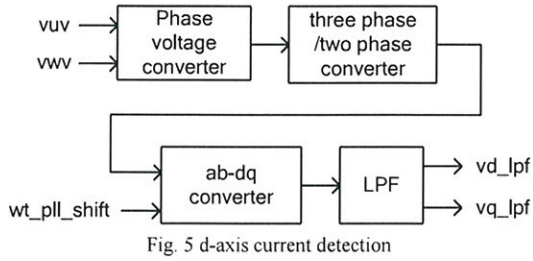 vuv
vwv
Phase
voltage
converter
three phase
/two phase
converter
wt_pll_shift
ab-dq
converter
LPF
vd_lpf
vq_lpf
Fig. 5 d-axis current detection